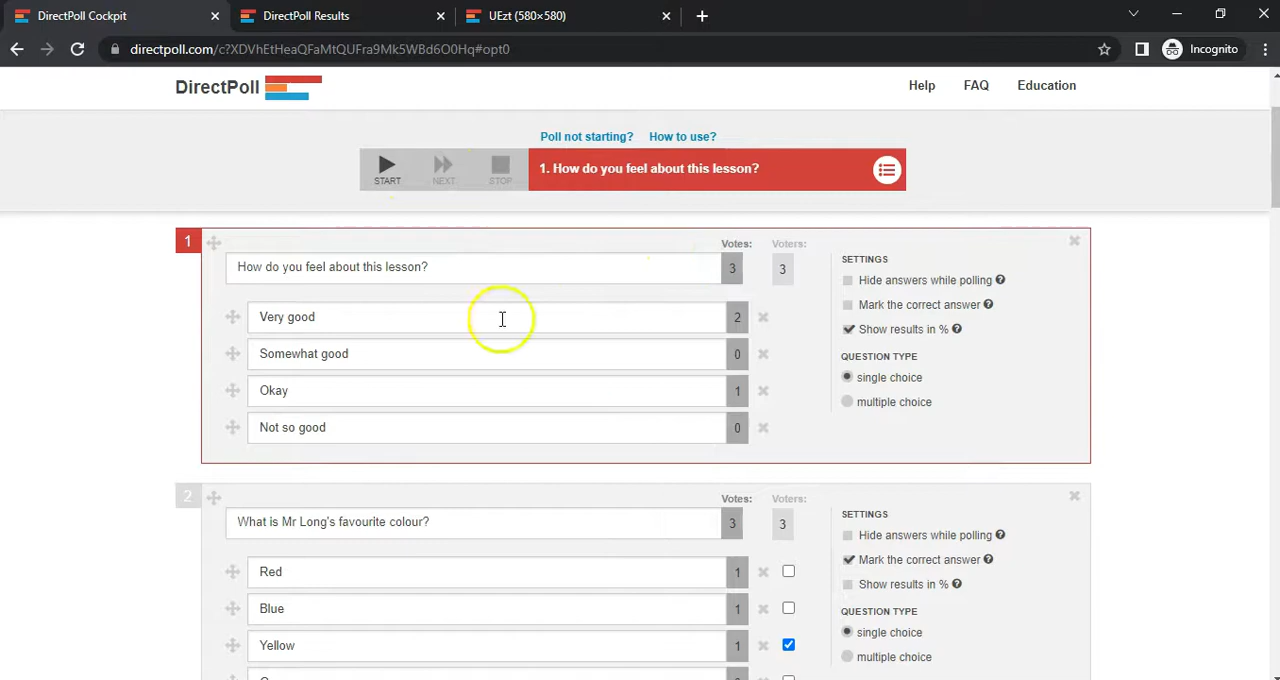 DirectPoll Cockpit
DirectPoll Results
UEzt (580×580)
directpoll.com/c?XDVhEtHeaQFaMtQUFra9Mk5WBd6O0Hq#opt0
Incognito
DirectPoll
Help FAQ Education
Poll not starting? How to use?
START NEXT STOP
1. How do you feel about this lesson?
1
Votes: Voters:
How do you feel about this lesson? 3 3
Very good 2
Somewhat good 0
Okay 1
Not so good 0
SETTINGS
Hide answers while polling
Mark the correct answer
Show results in %
QUESTION TYPE
single choice
multiple choice
2
Votes: Voters:
What is Mr Long's favourite colour? 3 3
Red 1
Blue 1
Yellow 1
SETTINGS
Hide answers while polling
Mark the correct answer
Show results in %
QUESTION TYPE
single choice
multiple choice